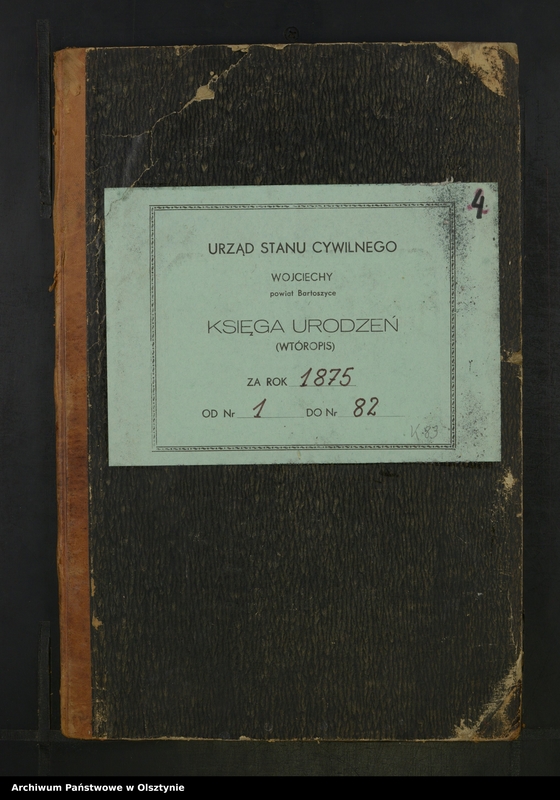 4
URZĄD STANU CYWILNEGO
WOJCIECHY
powiat Bartoszyce
KSIĘGA URODZEŃ
(WTÓROPIS)
ZA ROK 1875
OD Nr 1 DO Nr 82
K-83
Archiwum Państwowe w Olsztynie